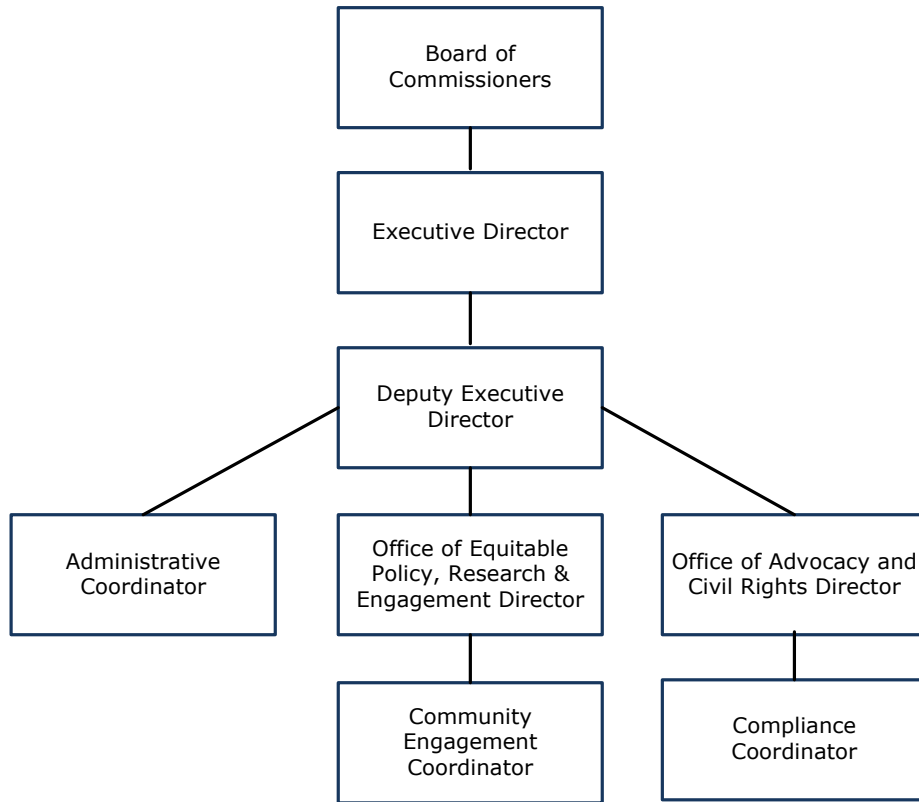 Board of
Commissioners
Executive Director
Deputy Executive
Director
Administrative
Coordinator
Office of Equitable
Policy, Research &
Engagement Director
Office of Advocacy and
Civil Rights Director
Community
Engagement
Coordinator
Compliance
Coordinator